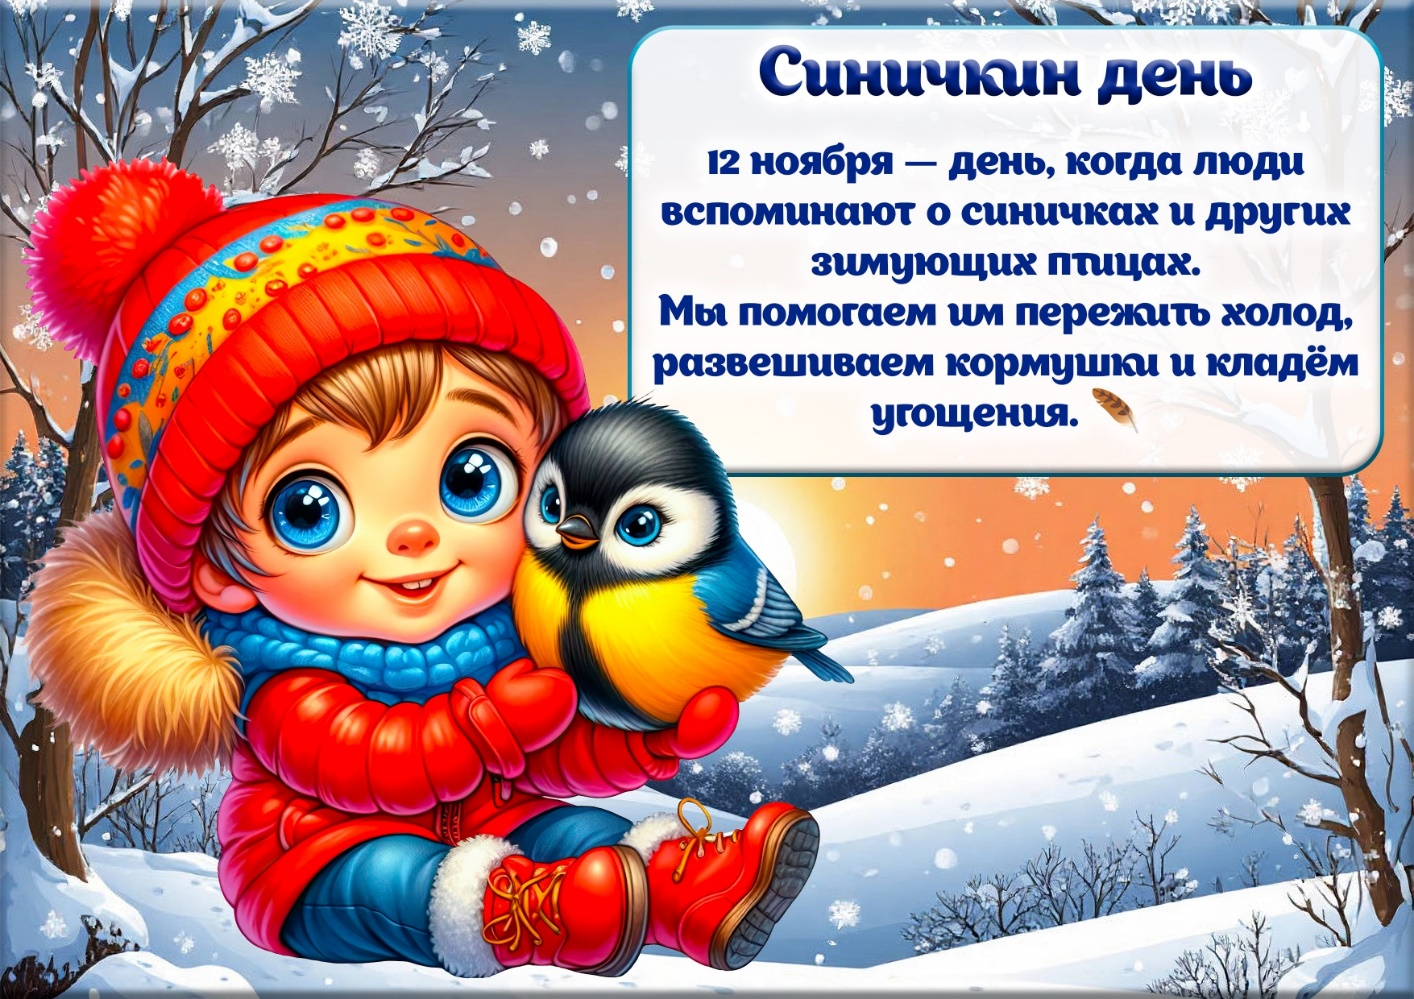 Синичкин день
12 ноября — день, когда люди
вспоминают о синичках и других
зимующих птицах.
Мы помогаем им пережить холод,
развешиваем кормушки и кладём
угощения.